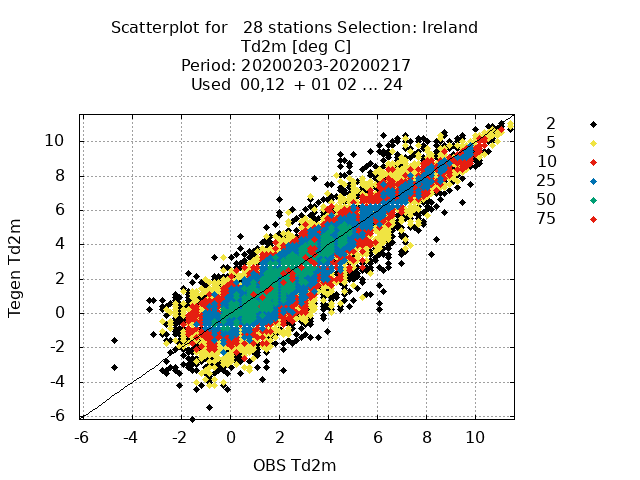 Scatterplot for   28 stations Selection: Ireland
Td2m [deg C]
Period: 20200203-20200217
Used  00,12  + 01 02 ... 24
2
5
10
25
50
75
10
8
6
4
2
0
-2
-4
-6
Tegen Td2m
-6 -4 -2 0 2 4 6 8 10
OBS Td2m